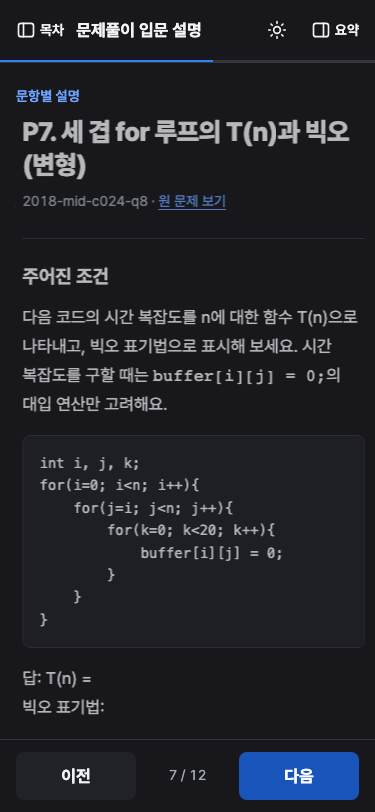 목차 문제풀이 입문 설명 요약
문항별 설명
P7. 세 겹 for 루프의 T(n)과 빅오
(변형)
2018-mid-c024-q8 · 원 문제 보기
주어진 조건
다음 코드의 시간 복잡도를 n에 대한 함수 T(n)으로
나타내고, 빅오 표기법으로 표시해 보세요. 시간
복잡도를 구할 때는 buffer[i][j] = 0;의
대입 연산만 고려해요.
int i, j, k;
for(i=0; i<n; i++){
    for(j=i; j<n; j++){
        for(k=0; k<20; k++){
            buffer[i][j] = 0;
        }
    }
}
답: T(n) =
빅오 표기법:
이전 7 / 12 다음